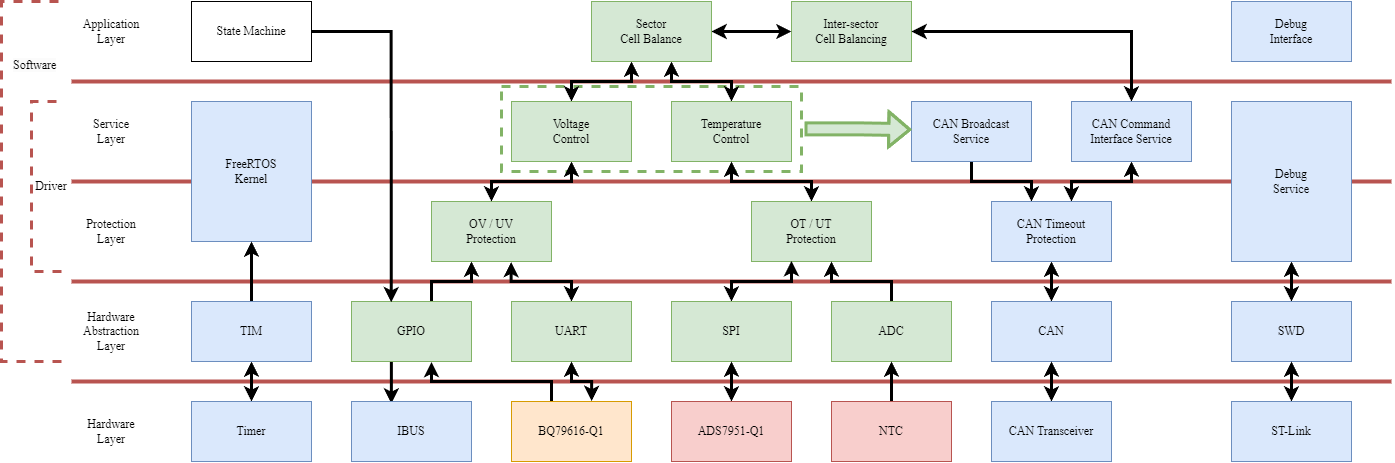 Application
Layer
State Machine
Sector
Cell Balance
Inter-sector
Cell Balancing
Debug
Interface
Software
Service
Layer
FreeRTOS
Kernel
Voltage
Control
Temperature
Control
CAN Broadcast
Service
CAN Command
Interface Service
Debug
Service
Driver
Protection
Layer
OV / UV
Protection
OT / UT
Protection
CAN Timeout
Protection
Hardware
Abstraction
Layer
TIM
GPIO
UART
SPI
ADC
CAN
SWD
Hardware
Layer
Timer
IBUS
BQ79616-Q1
ADS7951-Q1
NTC
CAN Transceiver
ST-Link